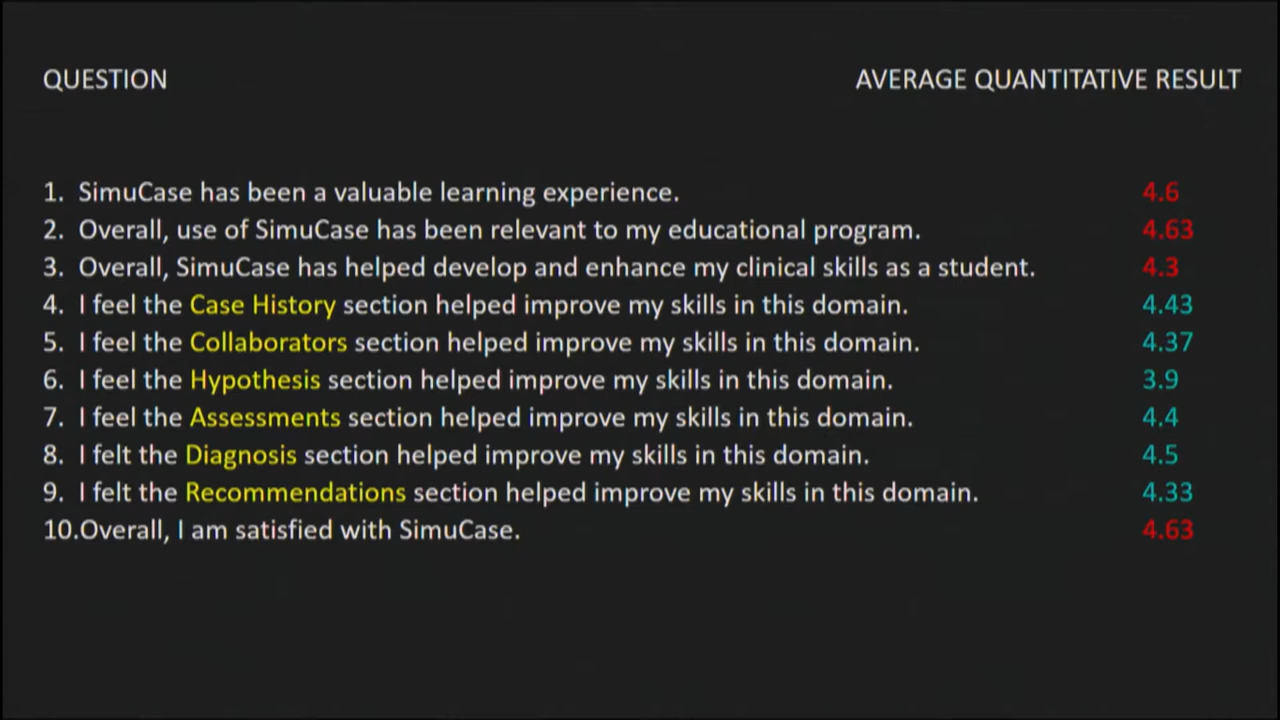 QUESTION AVERAGE QUANTITATIVE RESULT
1. SimuCase has been a valuable learning experience. 4.6
2. Overall, use of SimuCase has been relevant to my educational program. 4.63
3. Overall, SimuCase has helped develop and enhance my clinical skills as a student. 4.3
4. I feel the Case History section helped improve my skills in this domain. 4.43
5. I feel the Collaborators section helped improve my skills in this domain. 4.37
6. I feel the Hypothesis section helped improve my skills in this domain. 3.9
7. I feel the Assessments section helped improve my skills in this domain. 4.4
8. I felt the Diagnosis section helped improve my skills in this domain. 4.5
9. I felt the Recommendations section helped improve my skills in this domain. 4.33
10.Overall, I am satisfied with SimuCase. 4.63